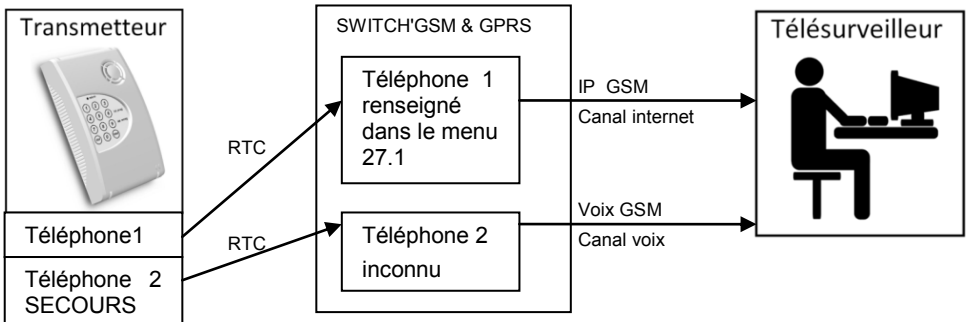 Transmetteur
Téléphone1
Téléphone 2
SECOURS
RTC
RTC
SWITCH'GSM & GPRS
Téléphone 1
renseigné
dans le menu
27.1
Téléphone 2
inconnu
IP GSM
Canal internet
Voix GSM
Canal voix
Télésurveilleur